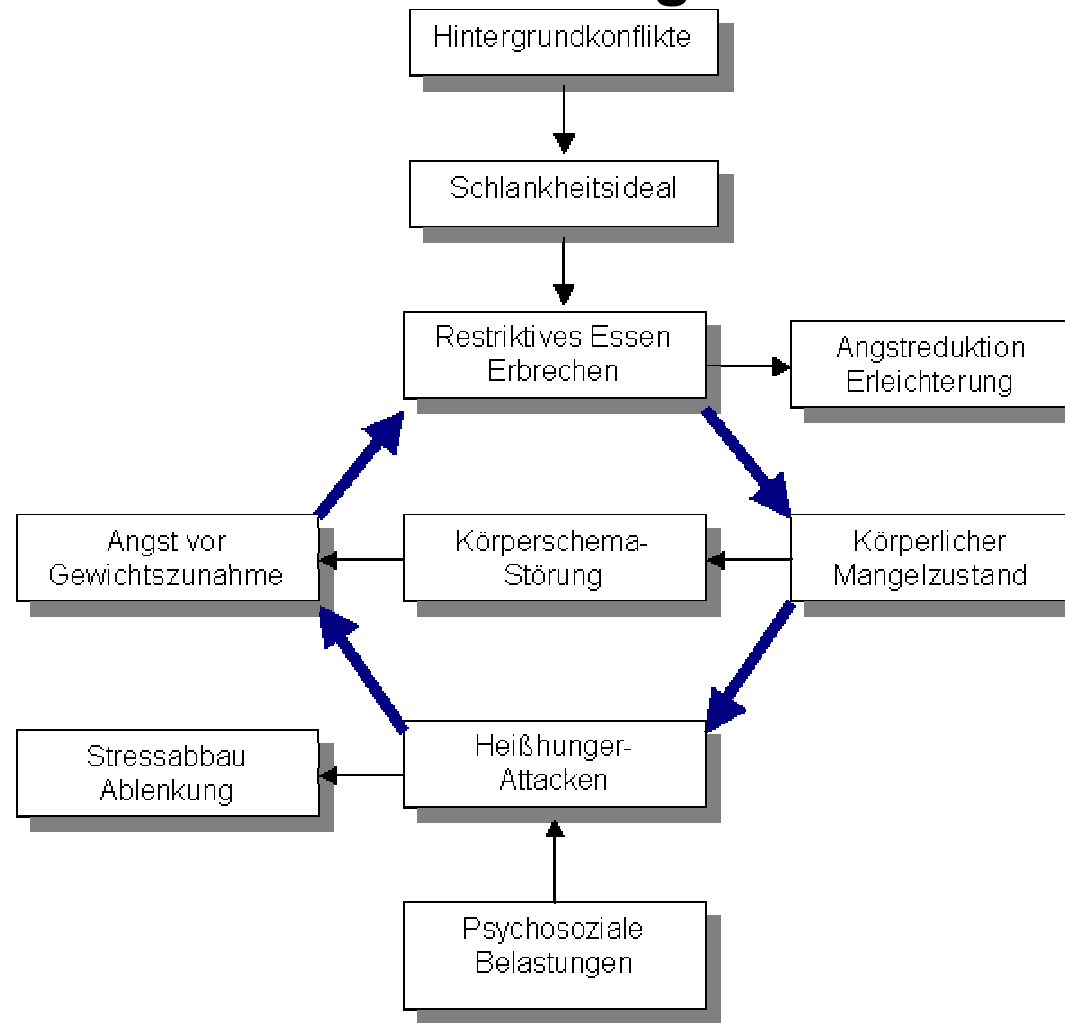 Hintergrundkonflikte
Schlankheitsideal
Restriktives Essen
Erbrechen
Angstreduktion
Erleichterung
Angst vor
Gewichtszunahme
Körperschema-
Störung
Körperlicher
Mangelzustand
Stressabbau
Ablenkung
Heißhunger-
Attacken
Psychosoziale
Belastungen